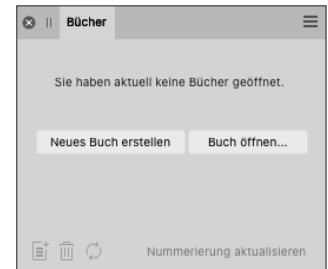 Bücher
Sie haben aktuell keine Bücher geöffnet.
Neues Buch erstellen Buch öffnen...
Nummerierung aktualisieren